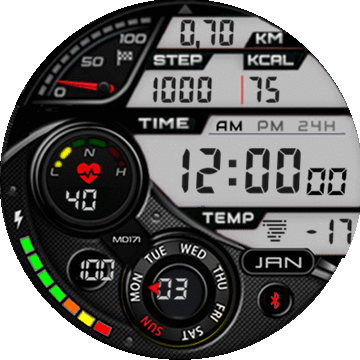 0,70 KM
100
50
0
STEP KCAL
1000 75
TIME AM PM 24H
12:00 00
L N H
40
TEMP
-17
MD171
100
MON TUE WED THU FRI SAT SUN
03
JAN